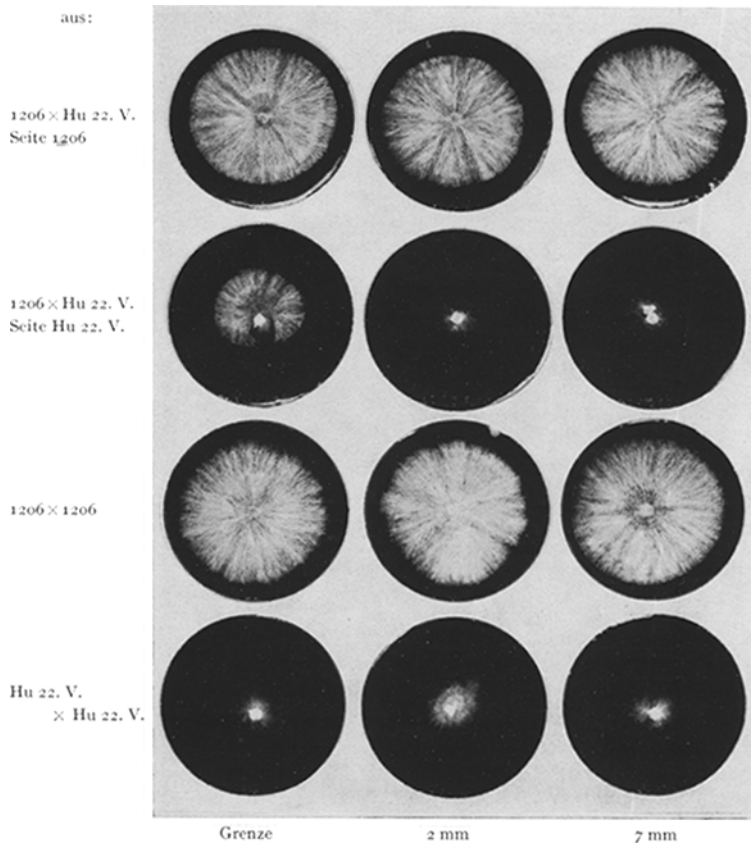 aus:
1206 × Hu 22. V.
Seite 1206
1206 × Hu 22. V.
Seite Hu 22. V.
1206 × 1206
Hu 22. V.
× Hu 22. V.
Grenze 2 mm 7 mm